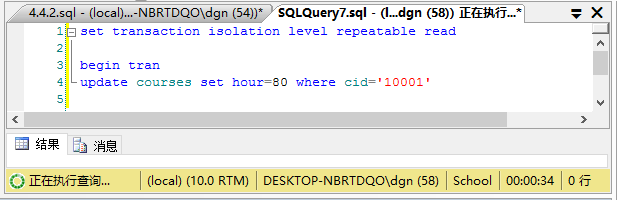 4.4.2.sql - (local)...-NBRTDQO\dgn (54))* SQLQuery7.sql - (l...dgn (58)) 正在执行...*
1 set transaction isolation level repeatable read
2
3 begin tran
4 update courses set hour=80 where cid='10001'
5
结果 消息
正在执行查询... (local) (10.0 RTM) DESKTOP-NBRTDQO\dgn (58) School 00:00:34 0 行